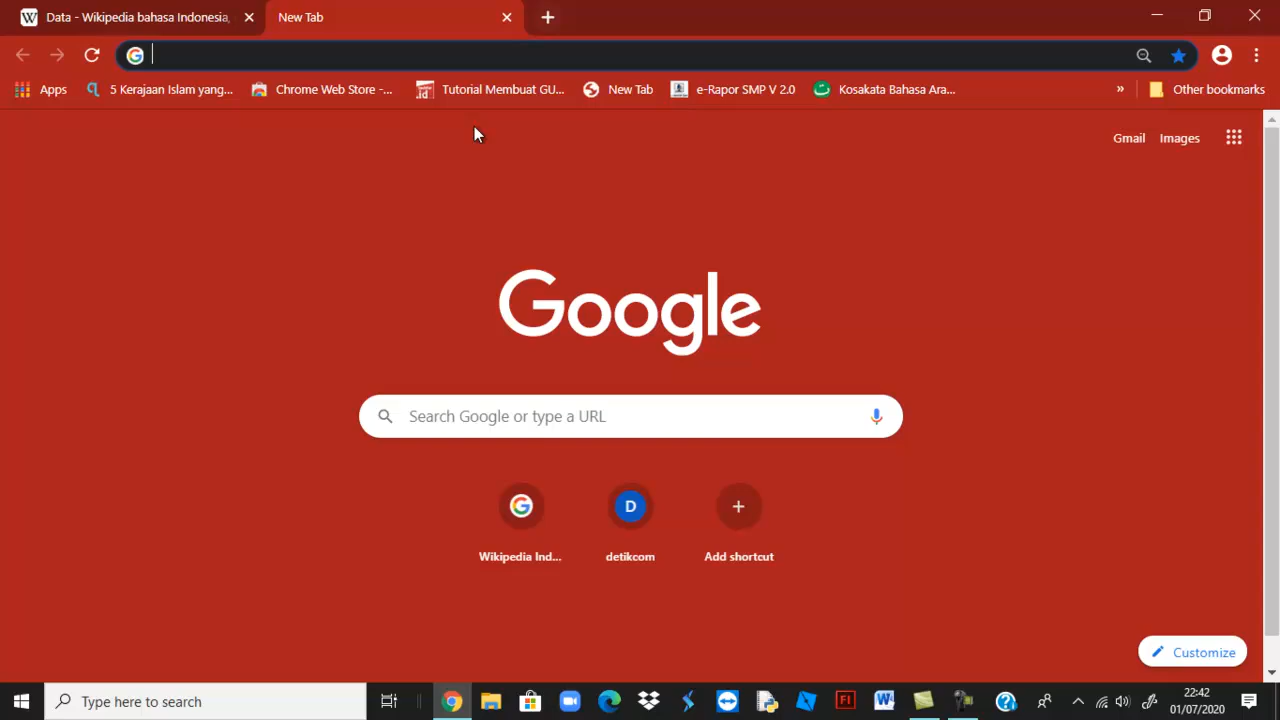 Data - Wikipedia bahasa Indonesia,
New Tab
Apps
5 Kerajaan Islam yang...
Chrome Web Store -...
Tutorial Membuat GU...
New Tab
e-Rapor SMP V 2.0
Kosakata Bahasa Ara...
»
Other bookmarks
Gmail
Images
Google
Search Google or type a URL
D
Wikipedia Ind...
detikcom
Add shortcut
Customize
Type here to search
22:42
01/07/2020